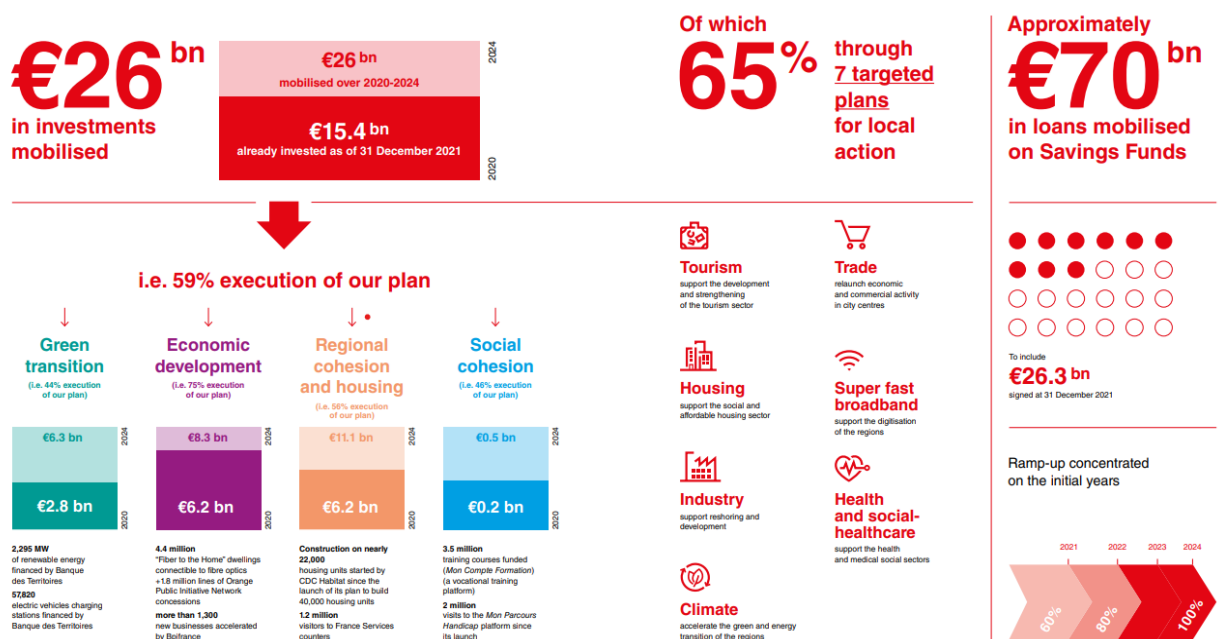 €26 bn
in investments
mobilised
€26 bn
mobilised over 2020-2024
€15.4 bn
already invested as of 31 December 2021
2024
2020
Of which
65%
through
7 targeted
plans
for local
action
Approximately
€70 bn
in loans mobilised
on Savings Funds
i.e. 59% execution of our plan
Green
transition
(i.e. 44% execution
of our plan)
€6.3 bn
€2.8 bn
2024
2020
2,295 MW
of renewable energy
financed by Banque
des Territoires
57,820
electric vehicles charging
stations financed by
Banque des Territoires
Economic
development
(i.e. 75% execution
of our plan)
€8.3 bn
€6.2 bn
2024
2020
4.4 million
"Fiber to the Home" dwellings
connectible to fibre optics
+1.8 million lines of Orange
Public Initiative Network
concessions
more than 1,300
new businesses accelerated
by Bpifrance
Regional
cohesion
and housing
(i.e. 56% execution
of our plan)
€11.1 bn
€6.2 bn
2024
2020
Construction on nearly
22,000
housing units started by
CDC Habitat since the
launch of its plan to build
40,000 housing units
1.2 million
visitors to France Services
counters
Social
cohesion
(i.e. 46% execution
of our plan)
€0.5 bn
€0.2 bn
2024
2020
3.5 million
training courses funded
(Mon Compte Formation)
(a vocational training
platform)
2 million
visits to the Mon Parcours
Handicap platform since
its launch
Tourism
support the development
and strengthening
of the tourism sector
Trade
relaunch economic
and commercial activity
in city centres
Housing
support the social and
affordable housing sector
Super fast
broadband
support the digitisation
of the regions
Industry
support reshoring and
development
Health
and social-
healthcare
support the health
and medical social sectors
Climate
accelerate the green and energy
transition of the regions
To include
€26.3 bn
signed at 31 December 2021
Ramp-up concentrated
on the initial years
2021
2022
2023
2024
60%
80%
100%